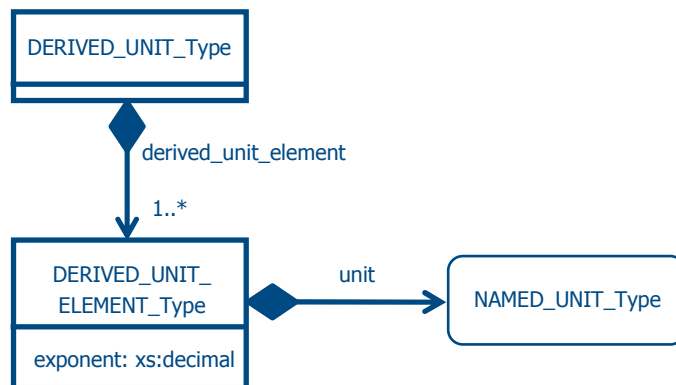 DERIVED_UNIT_Type
derived_unit_element
1..*
DERIVED_UNIT_
ELEMENT_Type
unit
NAMED_UNIT_Type
exponent: xs:decimal